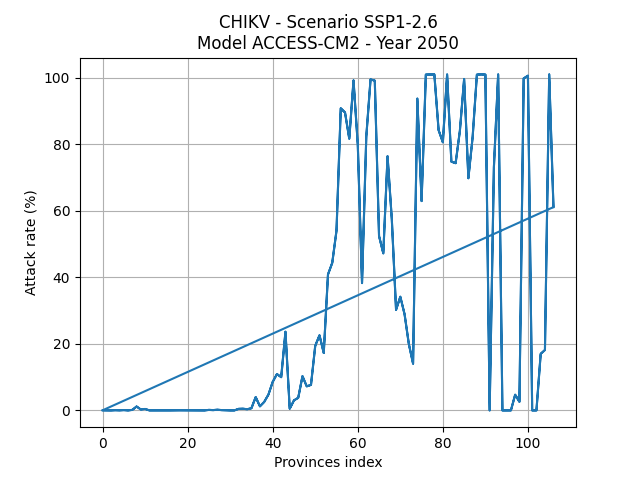 CHIKV - Scenario SSP1-2.6
Model ACCESS-CM2 - Year 2050
100
80
60
40
20
0
Attack rate (%)
0 20 40 60 80 100
Provinces index